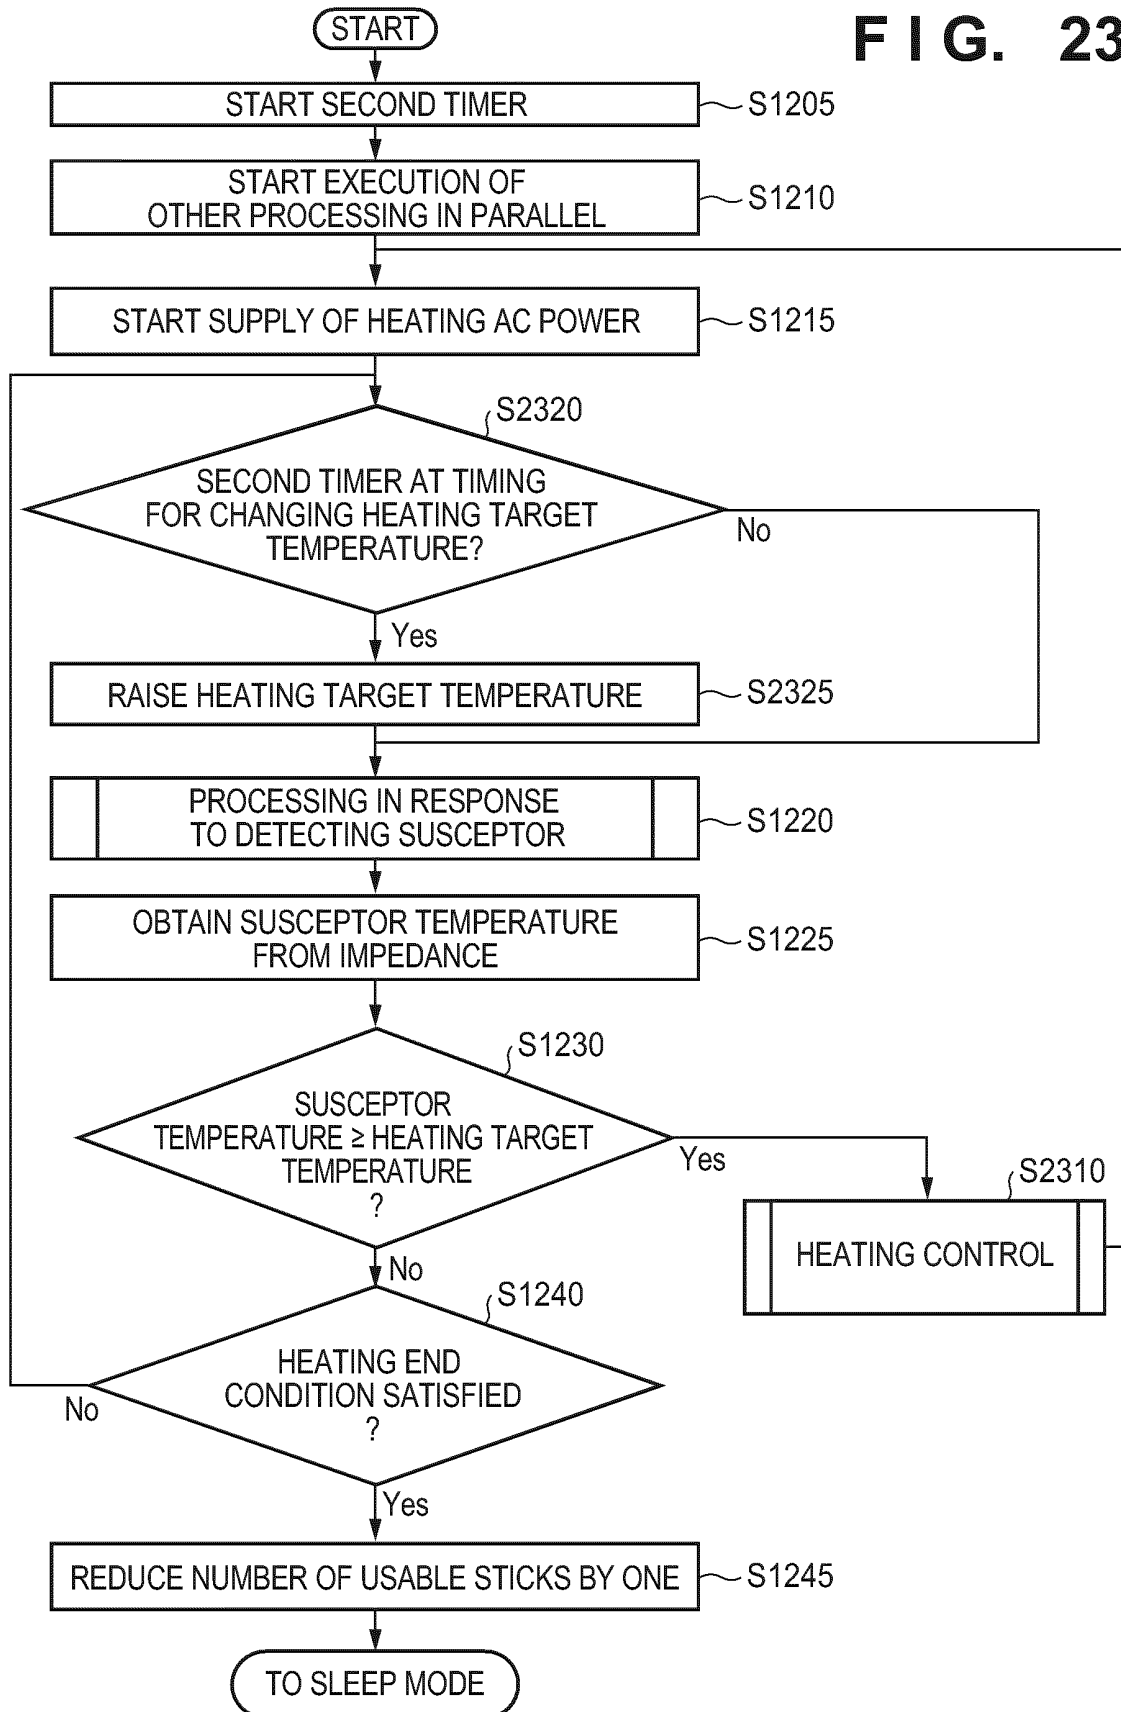 START
FIG. 23
START SECOND TIMER
S1205
START EXECUTION OF
OTHER PROCESSING IN PARALLEL
S1210
START SUPPLY OF HEATING AC POWER
S1215
S2320
SECOND TIMER AT TIMING
FOR CHANGING HEATING TARGET
TEMPERATURE?
No
Yes
RAISE HEATING TARGET TEMPERATURE
S2325
PROCESSING IN RESPONSE
TO DETECTING SUSCEPTOR
S1220
OBTAIN SUSCEPTOR TEMPERATURE
FROM IMPEDANCE
S1225
S1230
SUSCEPTOR
TEMPERATURE ≥ HEATING TARGET
TEMPERATURE
?
Yes
S2310
HEATING CONTROL
No
S1240
HEATING END
CONDITION SATISFIED
?
No
Yes
REDUCE NUMBER OF USABLE STICKS BY ONE
S1245
TO SLEEP MODE